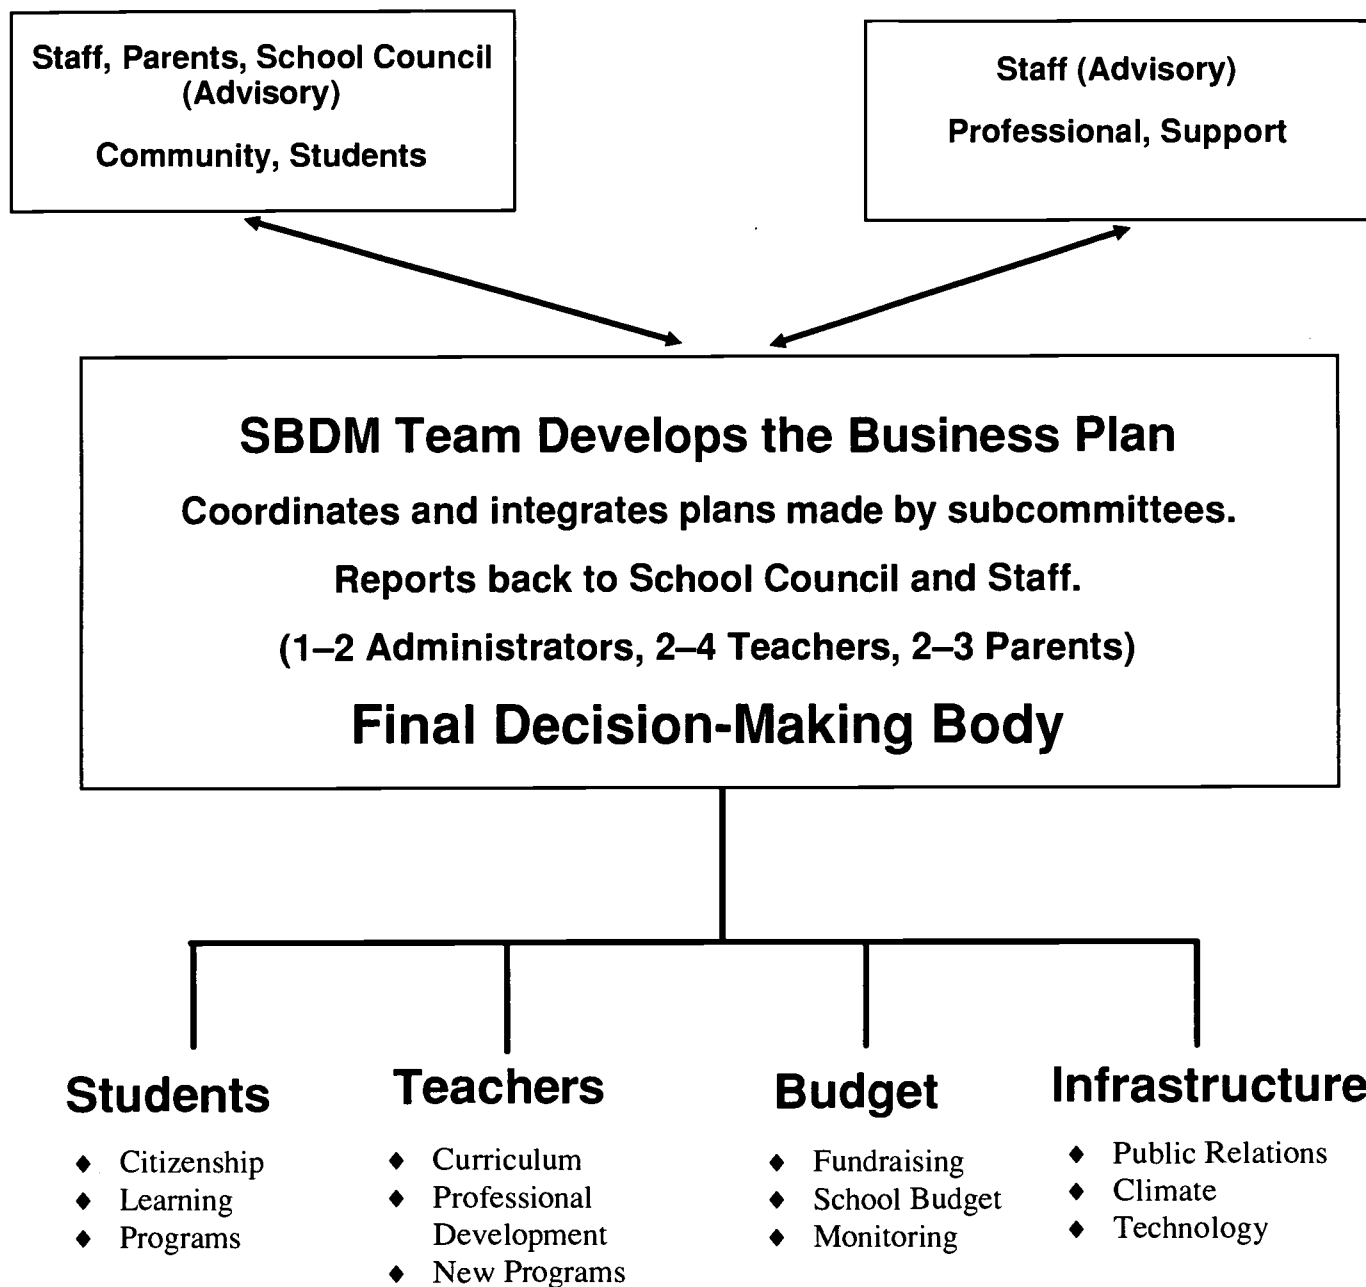 Staff, Parents, School Council
(Advisory)
Community, Students
Staff (Advisory)
Professional, Support
SBDM Team Develops the Business Plan
Coordinates and integrates plans made by subcommittees.
Reports back to School Council and Staff.
(1–2 Administrators, 2–4 Teachers, 2–3 Parents)
Final Decision-Making Body
Students
♦ Citizenship
♦ Learning
♦ Programs
Teachers
♦ Curriculum
♦ Professional
Development
♦ New Programs
Budget
♦ Fundraising
♦ School Budget
♦ Monitoring
Infrastructure
♦ Public Relations
♦ Climate
♦ Technology